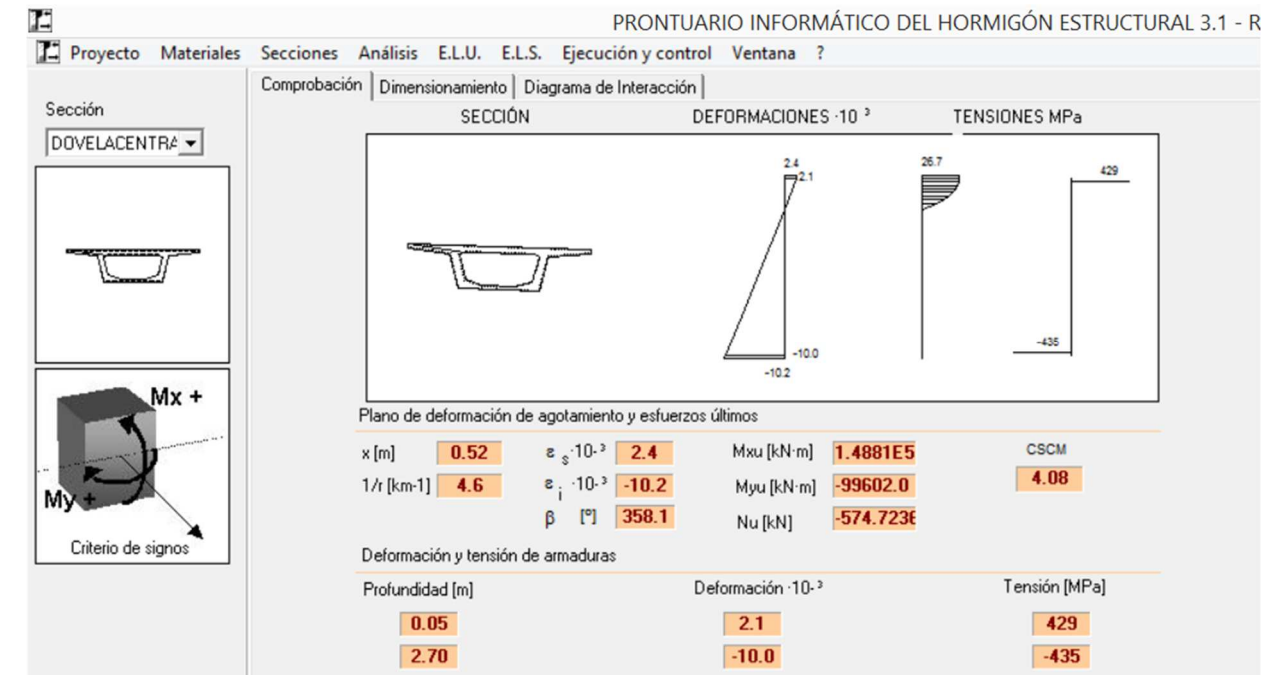 PRONTUARIO INFORMÁTICO DEL HORMIGÓN ESTRUCTURAL 3.1 - R
Proyecto Materiales Secciones Análisis E.L.U. E.L.S. Ejecución y control Ventana ?
Comprobación Dimensionamiento Diagrama de Interacción
Sección
DOVELACENTRA
SECCIÓN DEFORMACIONES ·10 ³ TENSIONES MPa
2.4
2.1
26.7
429
-435
-10.0
-10.2
Mx +
My +
Criterio de signos
Plano de deformación de agotamiento y esfuerzos últimos
x [m] 0.52 ε s ·10-³ 2.4 Mxu [kN·m] 1.4881E5 CSCM
1/r [km-1] 4.6 ε i ·10-³ -10.2 Myu [kN·m] -99602.0 4.08
β [º] 358.1 Nu [kN] -574.7236
Deformación y tensión de armaduras
Profundidad [m] Deformación ·10-³ Tensión [MPa]
0.05 2.1 429
2.70 -10.0 -435